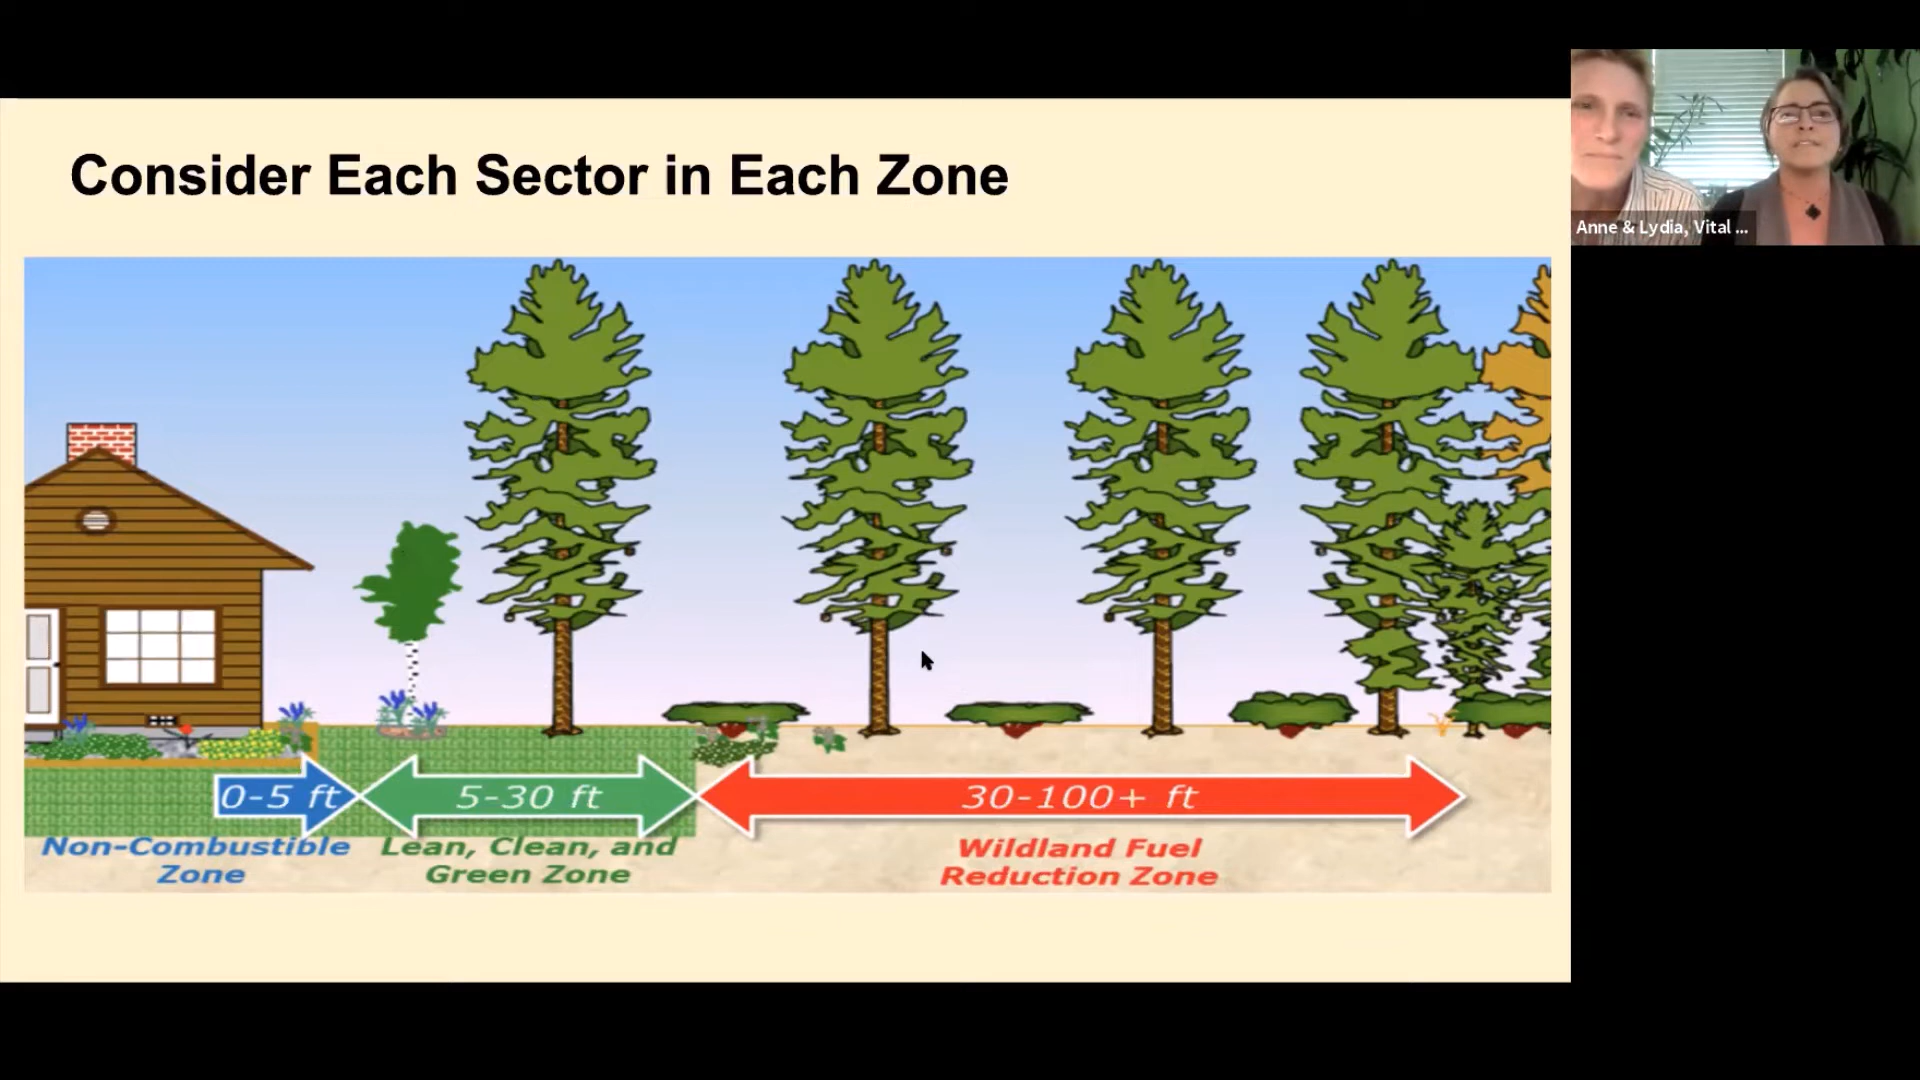 Consider Each Sector in Each Zone
Anne & Lydia, Vital ...
0-5 ft
5-30 ft
30-100+ ft
Non-Combustible
Zone
Lean, Clean, and
Green Zone
Wildland Fuel
Reduction Zone